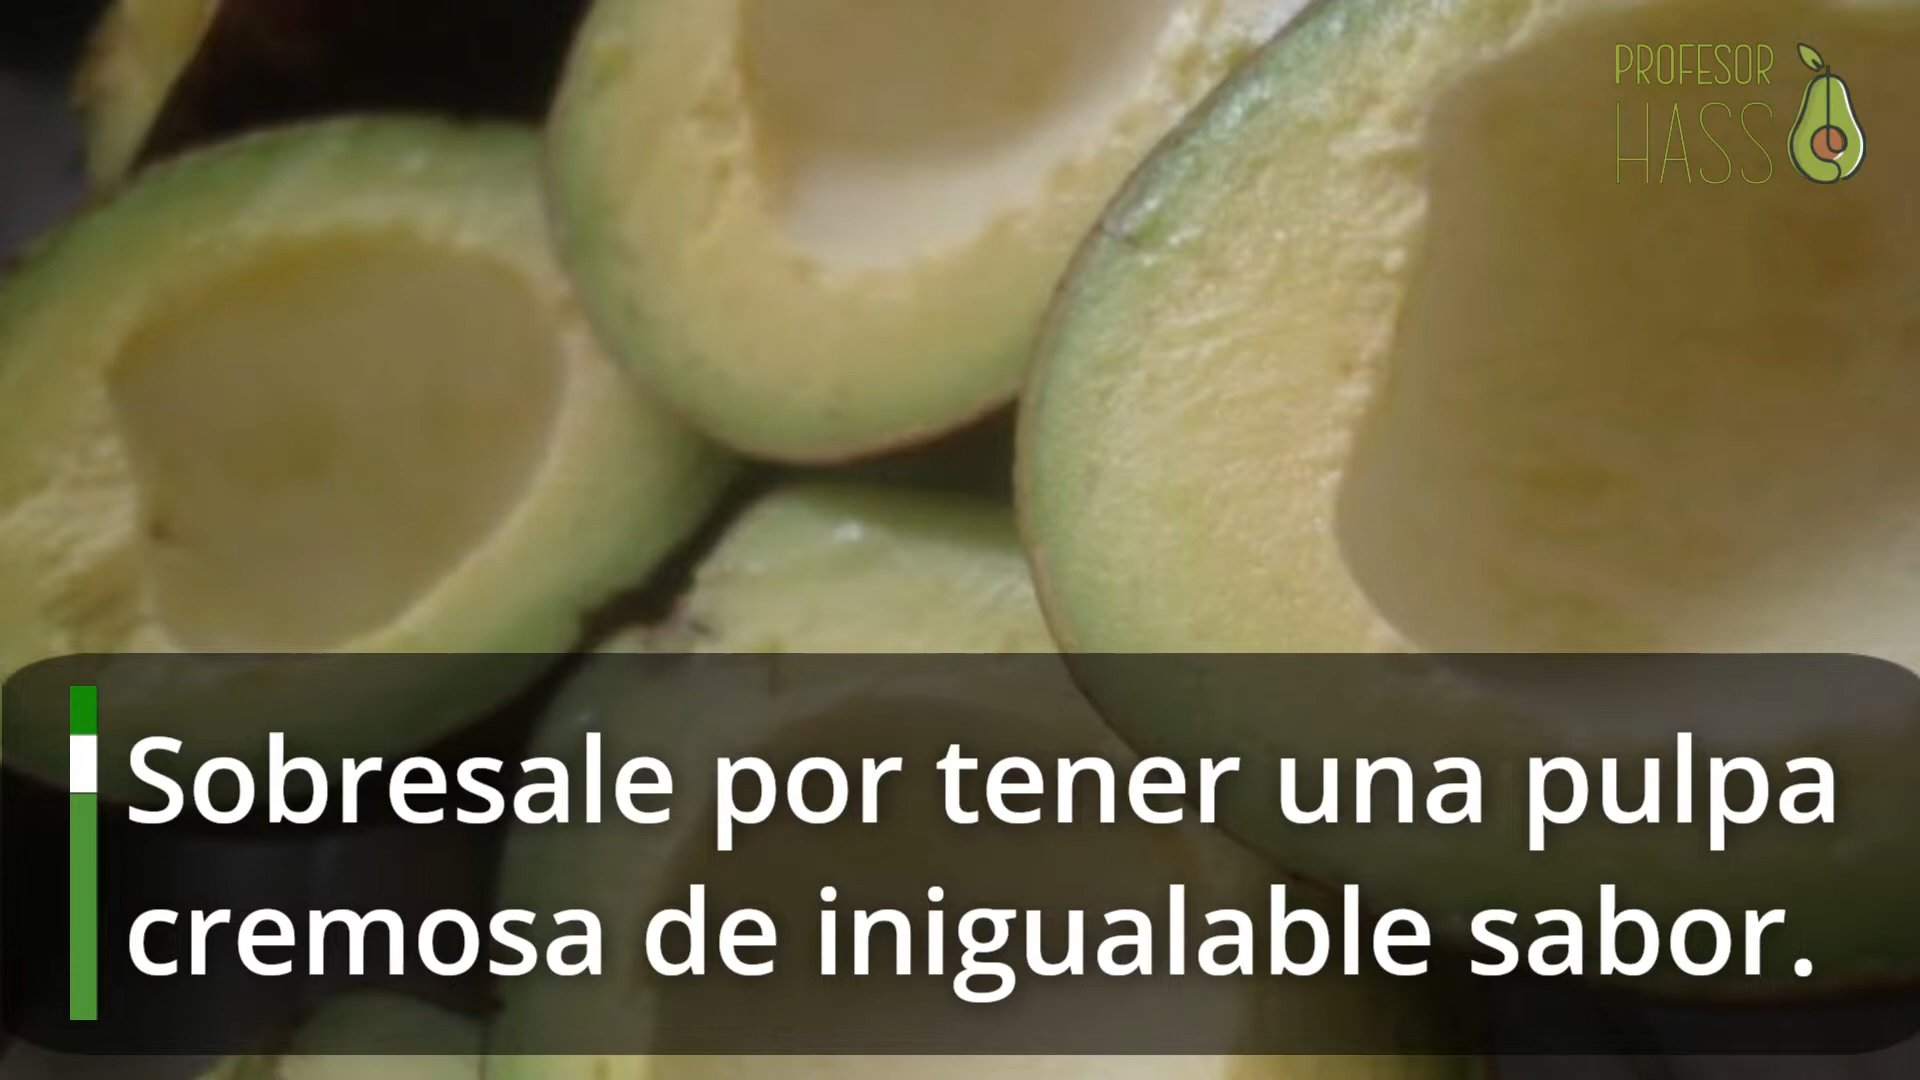 PROFESOR
HASS
Sobresale por tener una pulpa
cremosa de inigualable sabor.